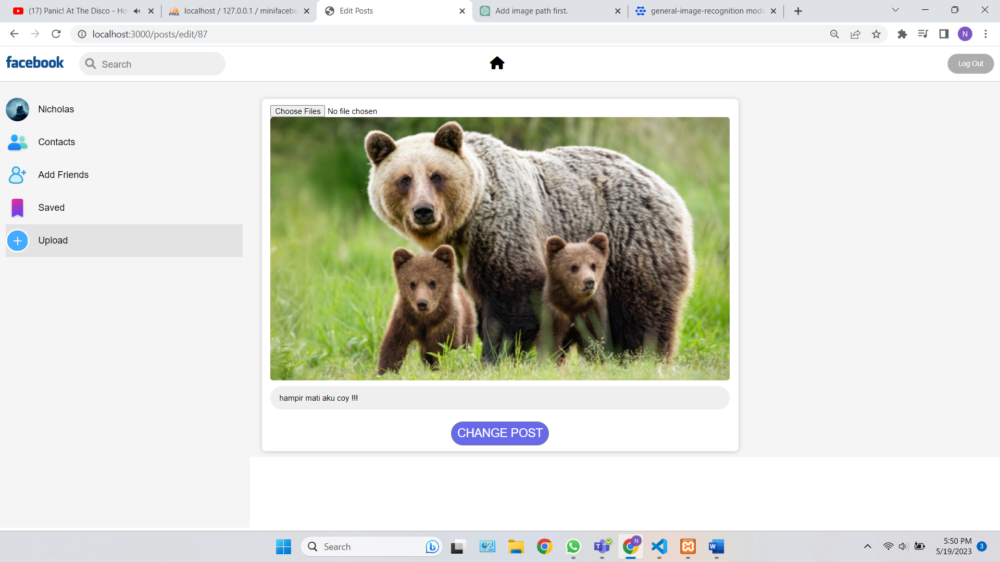 (17) Panic! At The Disco - Ho
localhost / 127.0.0.1 / minifacebo
Edit Posts
Add image path first.
general-image-recognition mode
localhost:3000/posts/edit/87
N
facebook
Search
Log Out
Nicholas
Contacts
Add Friends
Saved
Upload
Choose Files No file chosen
hampir mati aku coy !!!
CHANGE POST
Search
5:50 PM
5/19/2023
3